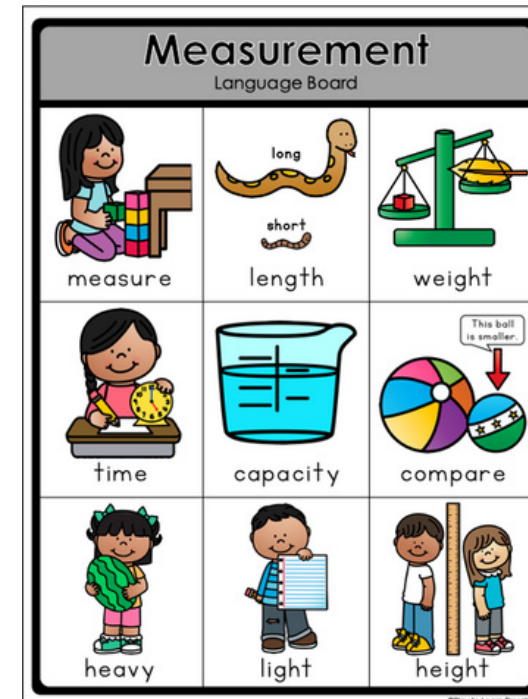 Measurement
Language Board
long
short
measure
length
weight
This ball
is smaller.
time
capacity
compare
heavy
light
height